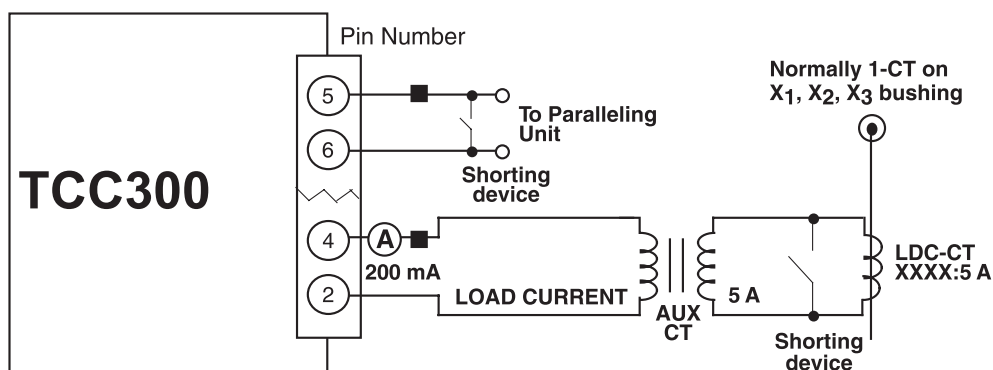 Pin Number
Normally 1-CT on
X1, X2, X3 bushing
5
To Paralleling
Unit
6
Shorting
device
TCC300
4
A
200 mA
LDC-CT
XXXX:5 A
2
LOAD CURRENT
5 A
AUX
CT
Shorting
device